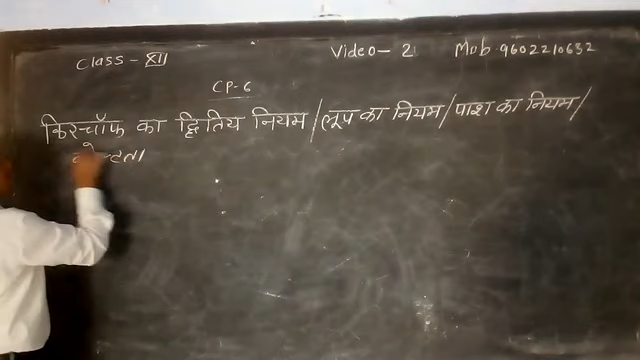 Class - XII Video - 2 Mob. 9602210632
CP-6
किरचॉफ का द्वितिय नियम / लूप का नियम / पाश का नियम /